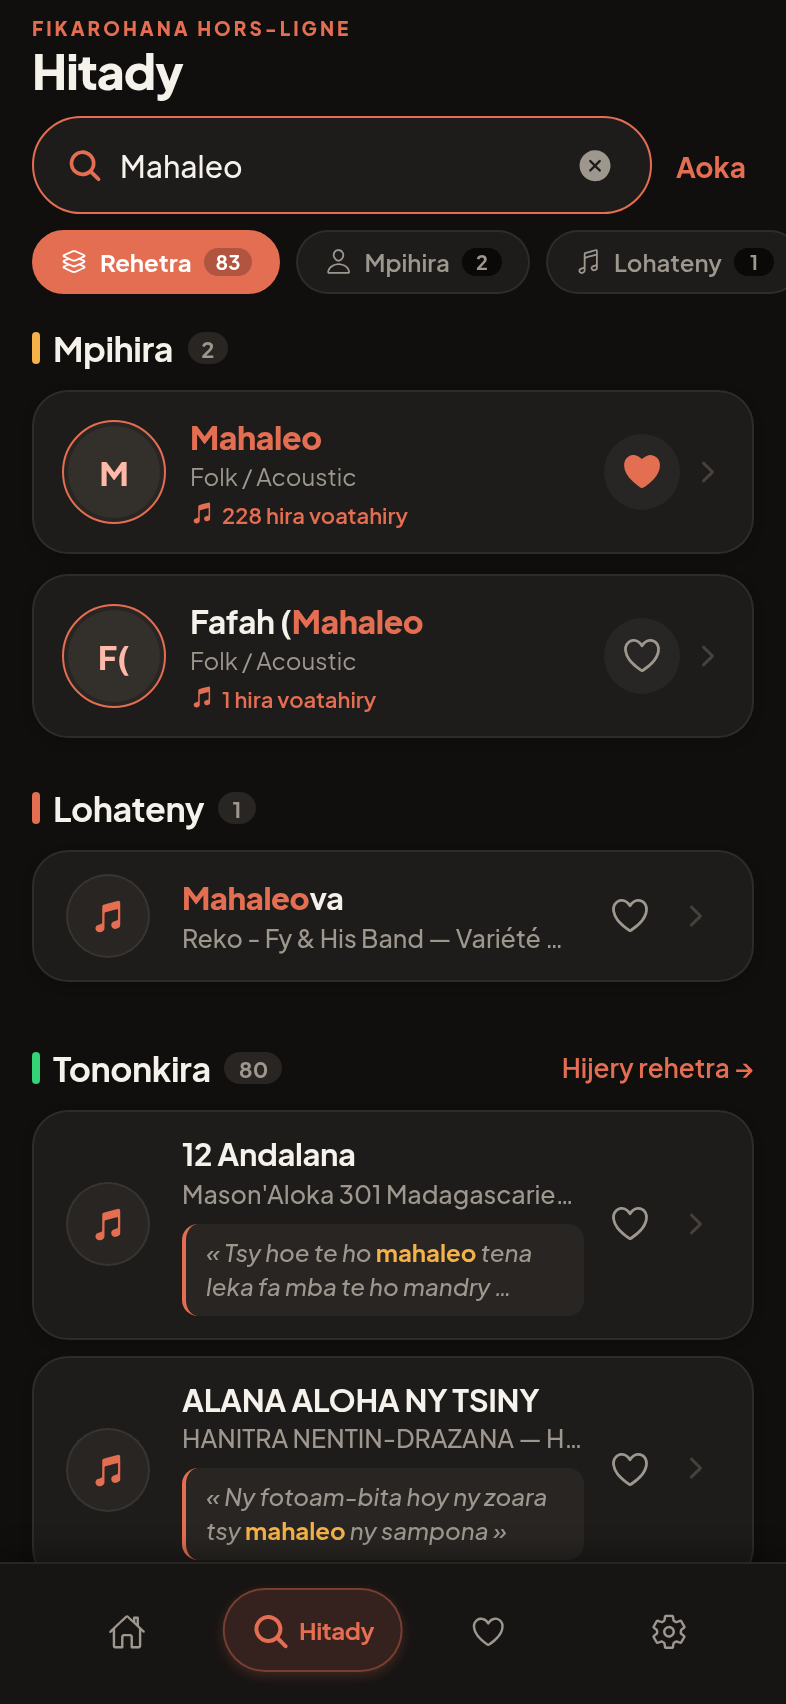 FIKAROHANA HORS-LIGNE
Hitady
Mahaleo
Aoka
Rehetra 83
Mpihira 2
Lohateny 1
Mpihira 2
M
Mahaleo
Folk / Acoustic
228 hira voatahiry
F(
Fafah (Mahaleo
Folk / Acoustic
1 hira voatahiry
Lohateny 1
Mahaleova
Reko - Fy & His Band — Variété ...
Tononkira 80
Hijery rehetra →
12 Andalana
Mason'Aloka 301 Madagascarie...
« Tsy hoe te ho mahaleo tena
leka fa mba te ho mandry ...
ALANA ALOHA NY TSINY
HANITRA NENTIN-DRAZANA — H...
« Ny fotoam-bita hoy ny zoara
tsy mahaleo ny sampona »
Hitady